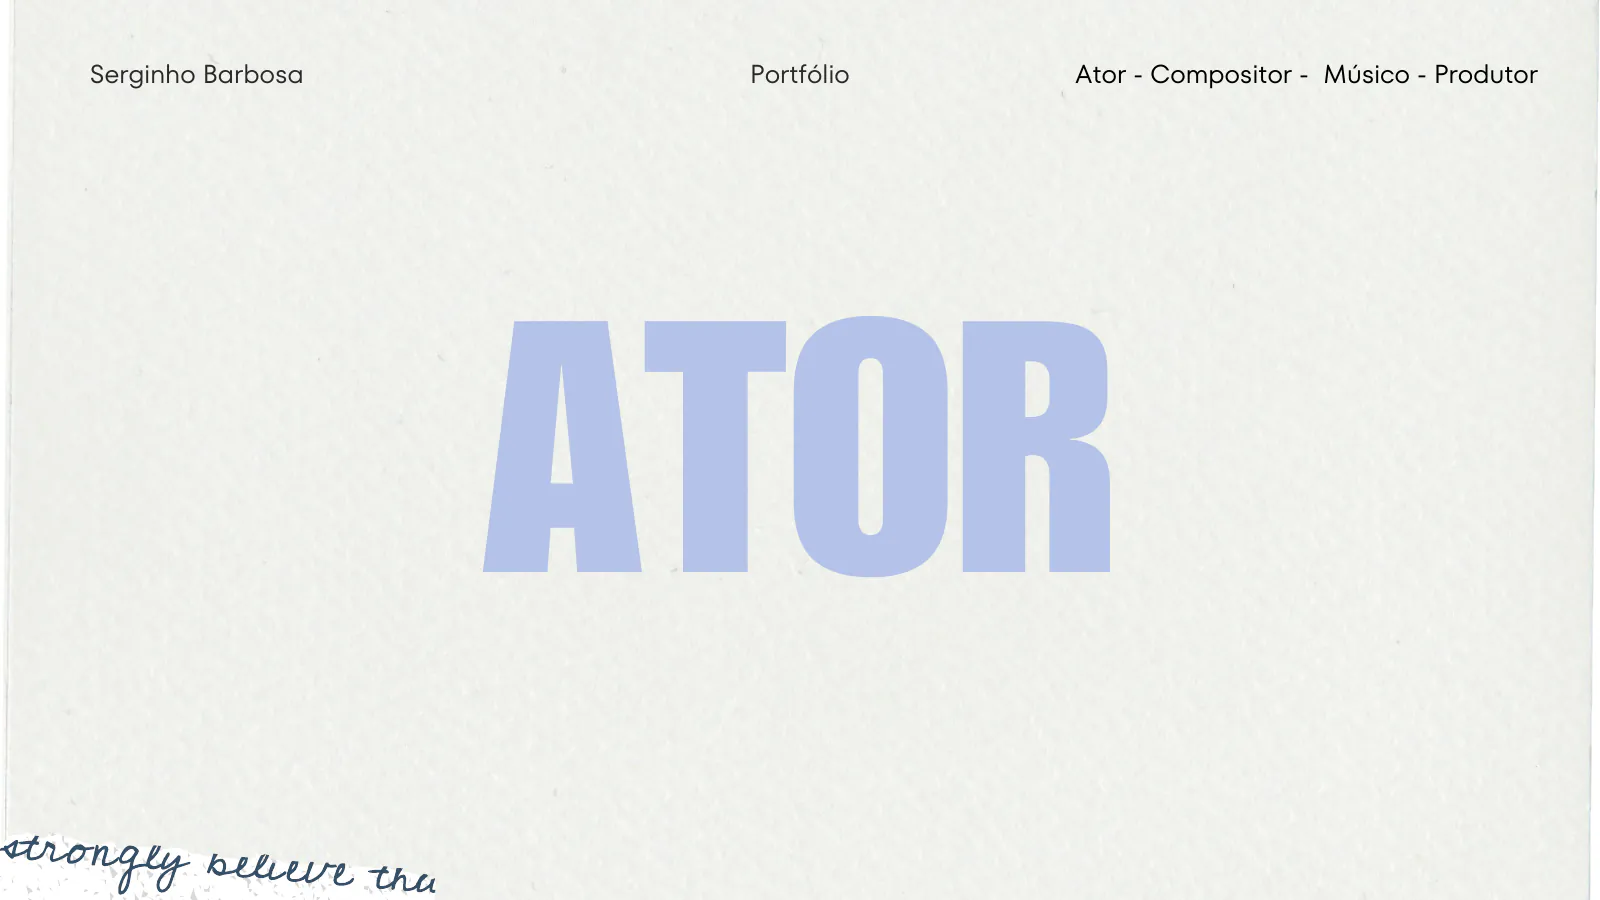 Serginho Barbosa
Portfólio
Ator - Compositor -  Músico - Produtor
ATOR
strongly believe